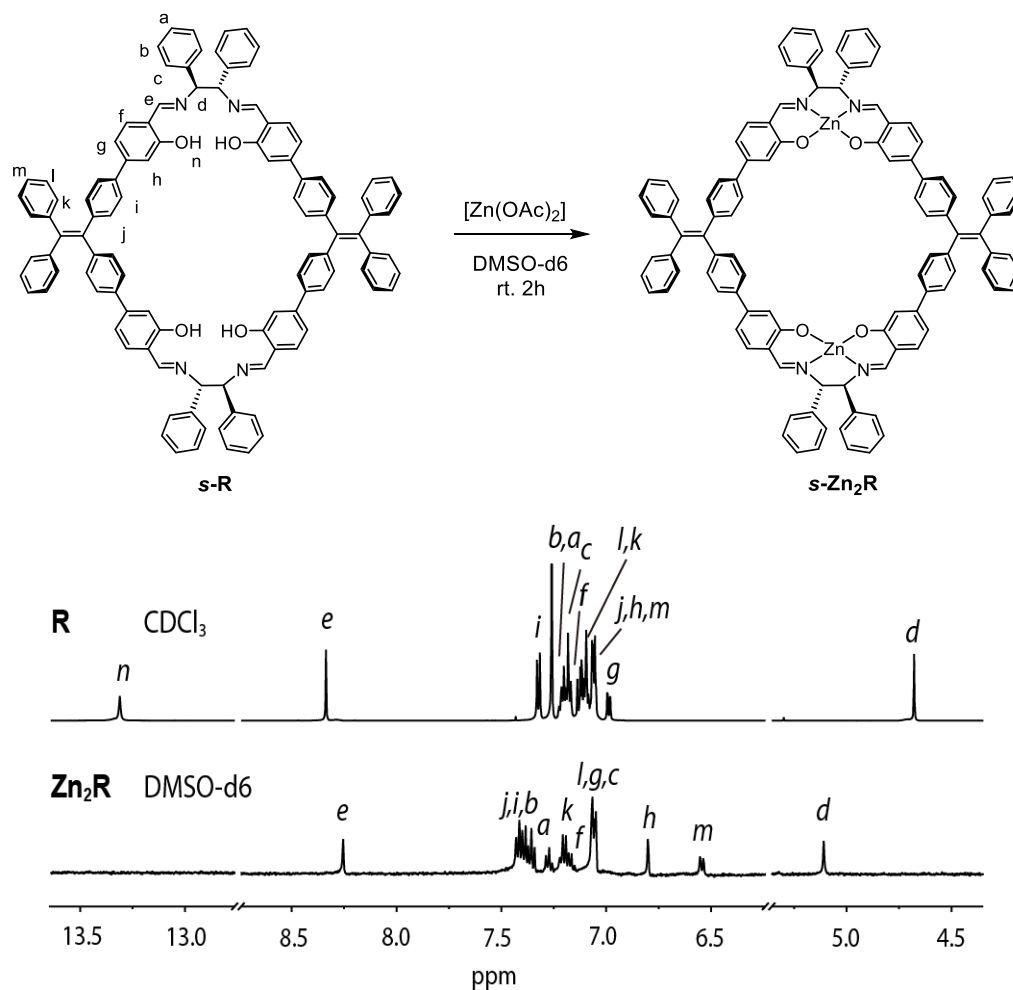 a
b
c
e N d N
f
OH HO
g n
m l h
k i
j
OH HO
N N
s-R
[Zn(OAc)₂]
DMSO-d6
rt. 2h
N N
Zn
O O
O O
Zn
N N
s-Zn₂R
R CDCl₃
n e i b,a c f l,k j,h,m g d
Zn₂R DMSO-d6
e j,i,b a k f l,g,c h m d
13.5 13.0 8.5 8.0 7.5 7.0 6.5 5.0 4.5
ppm